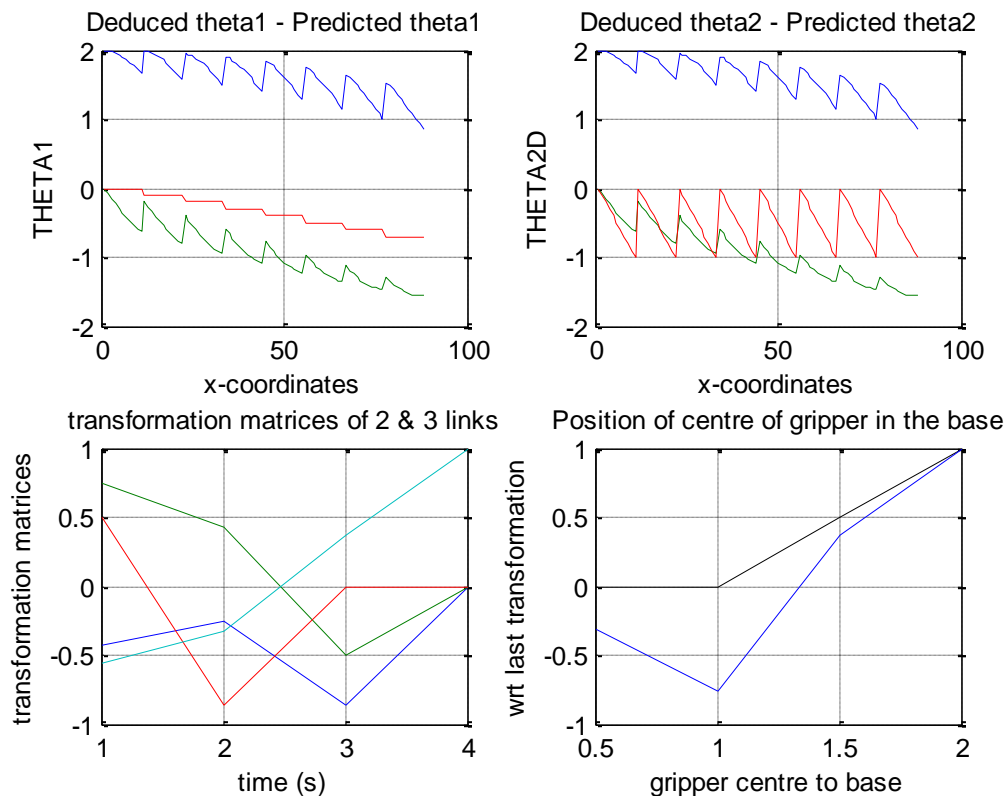 Deduced theta1 - Predicted theta1
2
1
0
-1
-2
THETA1
0
50
100
x-coordinates
Deduced theta2 - Predicted theta2
2
1
0
-1
-2
THETA2D
0
50
100
x-coordinates
transformation matrices of 2 & 3 links
1
0.5
0
-0.5
-1
transformation matrices
1
2
3
4
time (s)
Position of centre of gripper in the base
1
0.5
0
-0.5
-1
wrt last transformation
0.5
1
1.5
2
gripper centre to base